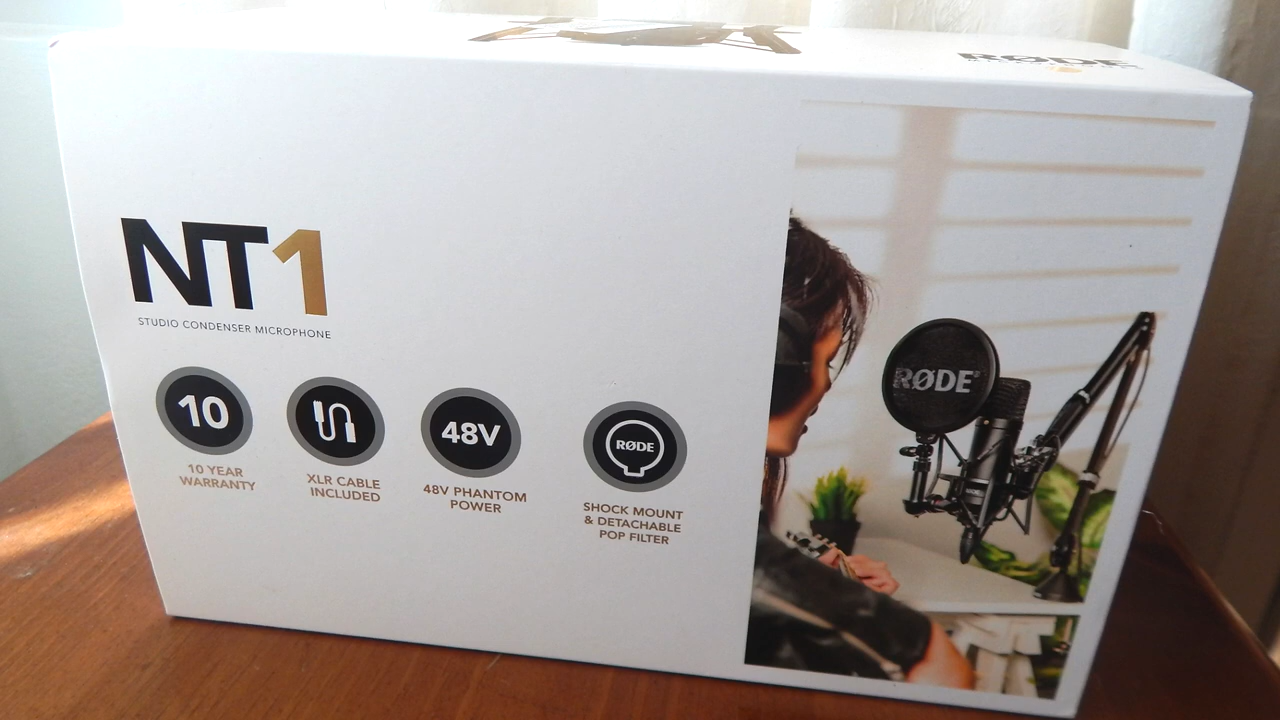 RØDE
NT1
STUDIO CONDENSER MICROPHONE
10
10 YEAR
WARRANTY
XLR CABLE
INCLUDED
48V
48V PHANTOM
POWER
RØDE
SHOCK MOUNT
& DETACHABLE
POP FILTER
RØDE